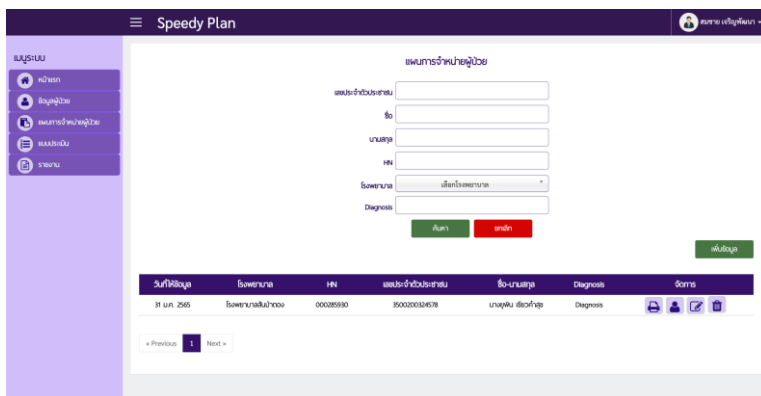 Speedy Plan
สมชาย เจริญพัฒนา
เมนูระบบ
หน้าแรก
ข้อมูลผู้ป่วย
แผนการจำหน่ายผู้ป่วย
แบบประเมิน
รายงาน
แผนการจำหน่ายผู้ป่วย
เลขประจำตัวประชาชน
ชื่อ
นามสกุล
HN
โรงพยาบาล เลือกโรงพยาบาล
Diagnosis
ค้นหา ยกเลิก
เพิ่มข้อมูล
วันที่ให้ข้อมูล โรงพยาบาล HN เลขประจำตัวประชาชน ชื่อ-นามสกุล Diagnosis จัดการ
31 ม.ค. 2565 โรงพยาบาลสันป่าตอง 000285930 3500200324578 Diagnosis
« Previous 1 Next »